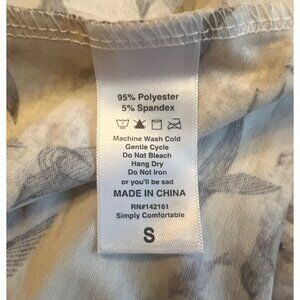 95% Polyester
5% Spandex
Machine Wash Cold
Gentle Cycle
Do Not Bleach
Hang Dry
Do Not Iron
or you'll be sad
MADE IN CHINA
RN#142161
Simply Comfortable
S